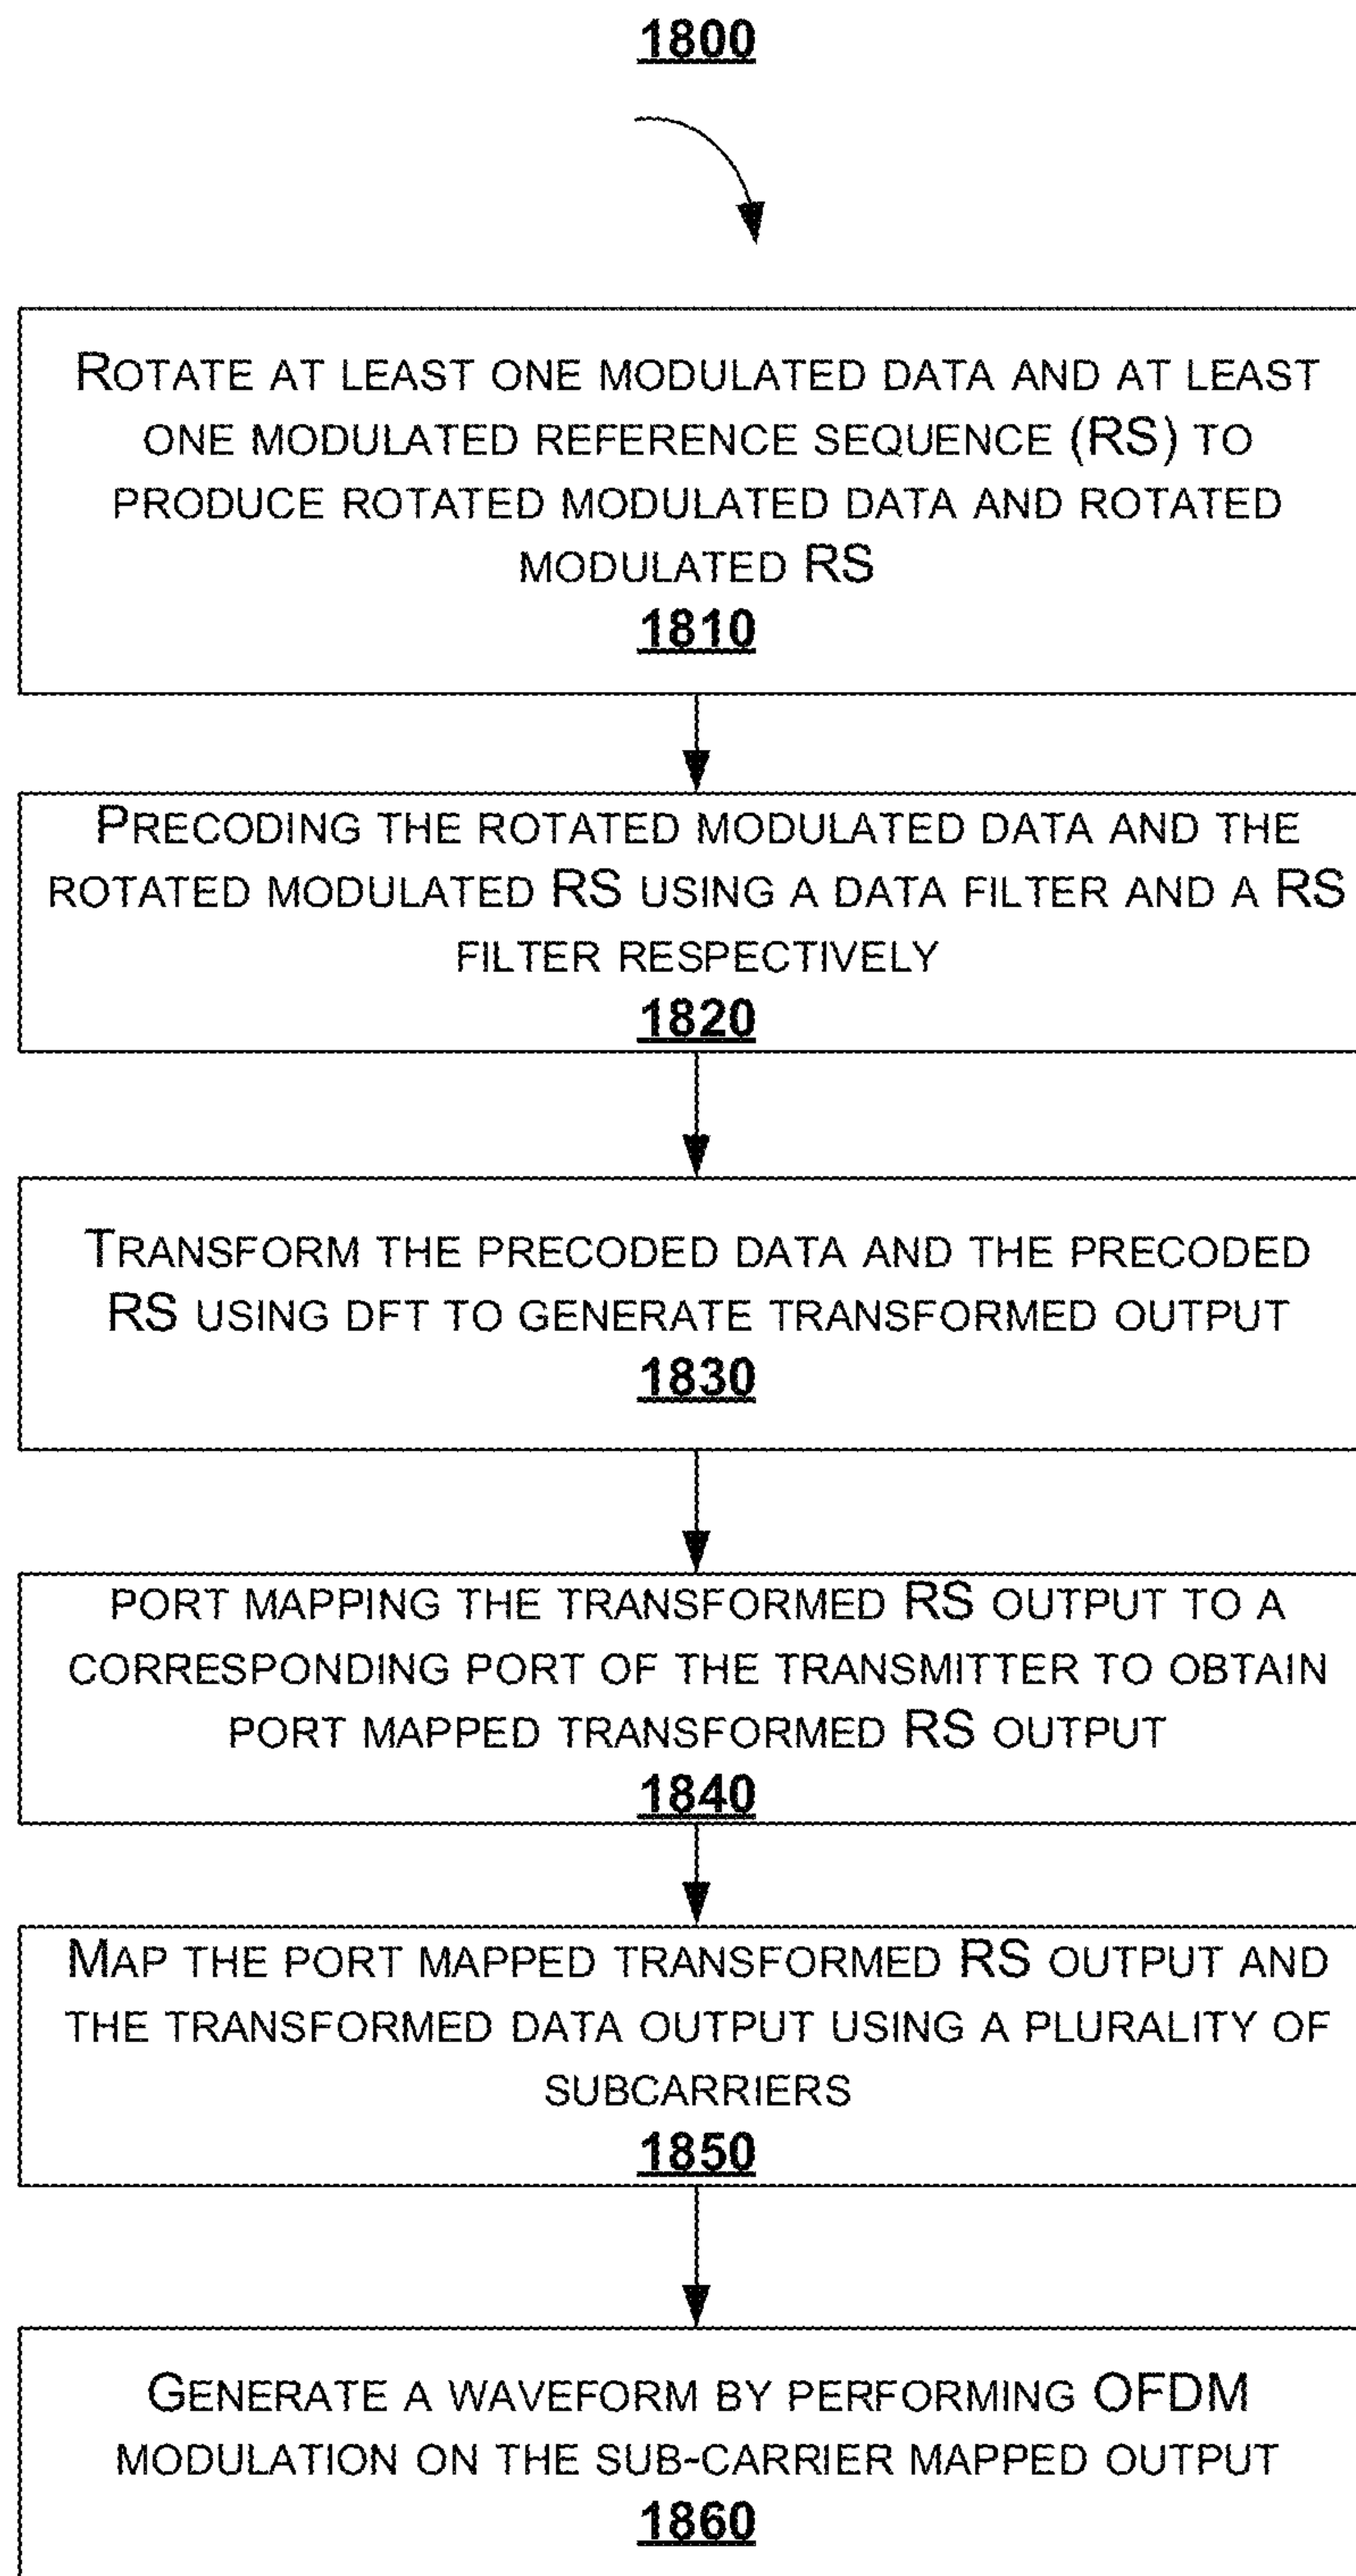 1800
ROTATE AT LEAST ONE MODULATED DATA AND AT LEAST
ONE MODULATED REFERENCE SEQUENCE (RS) TO
PRODUCE ROTATED MODULATED DATA AND ROTATED
MODULATED RS
1810
PRECODING THE ROTATED MODULATED DATA AND THE
ROTATED MODULATED RS USING A DATA FILTER AND A RS
FILTER RESPECTIVELY
1820
TRANSFORM THE PRECODED DATA AND THE PRECODED
RS USING DFT TO GENERATE TRANSFORMED OUTPUT
1830
PORT MAPPING THE TRANSFORMED RS OUTPUT TO A
CORRESPONDING PORT OF THE TRANSMITTER TO OBTAIN
PORT MAPPED TRANSFORMED RS OUTPUT
1840
MAP THE PORT MAPPED TRANSFORMED RS OUTPUT AND
THE TRANSFORMED DATA OUTPUT USING A PLURALITY OF
SUBCARRIERS
1850
GENERATE A WAVEFORM BY PERFORMING OFDM
MODULATION ON THE SUB-CARRIER MAPPED OUTPUT
1860